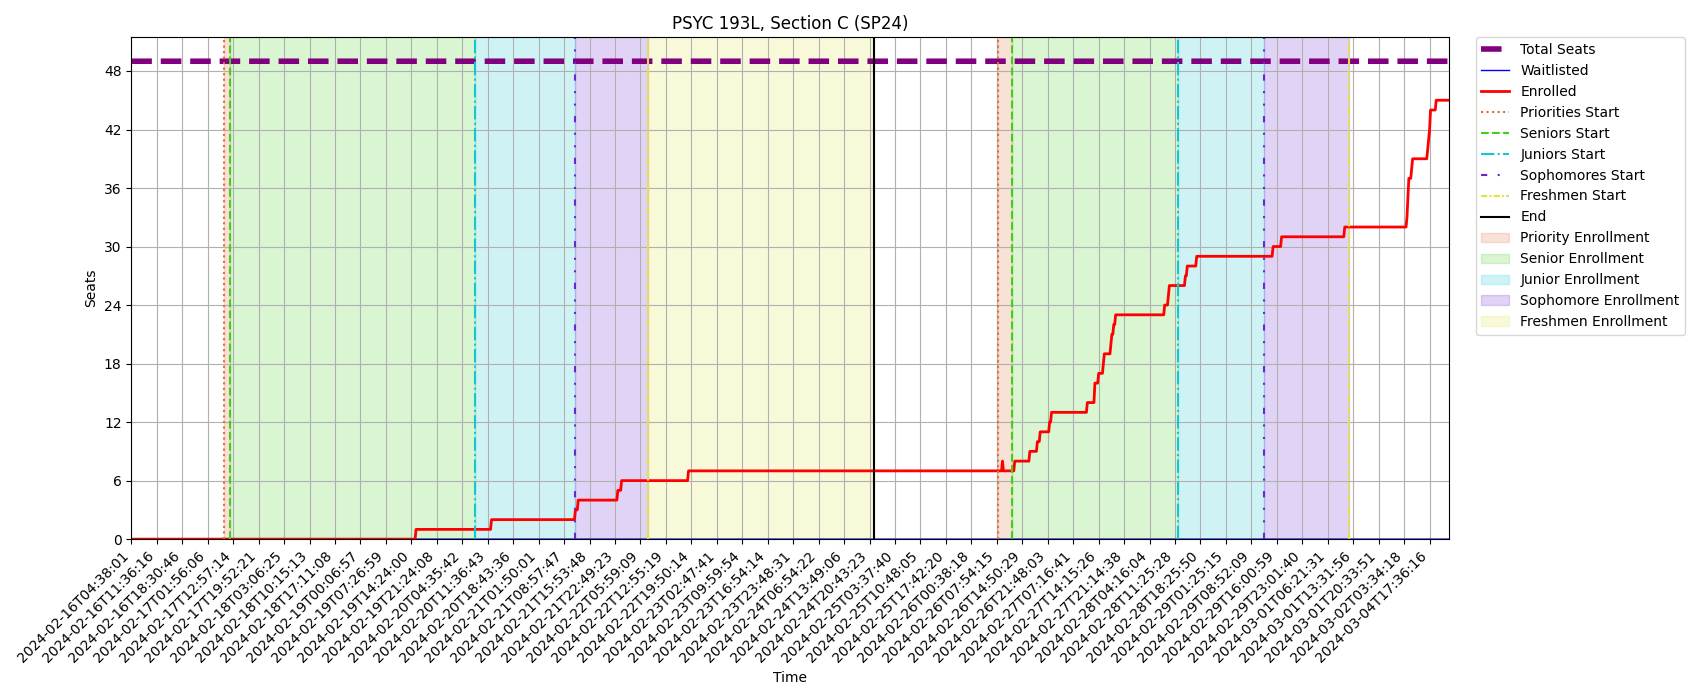 PSYC 193L, Section C (SP24)
Seats
48
42
36
30
24
18
12
6
0
2024-02-16T04:38:01
2024-02-16T11:36:16
2024-02-16T18:30:46
2024-02-17T01:56:06
2024-02-17T12:57:14
2024-02-17T19:52:21
2024-02-18T03:06:25
2024-02-18T10:15:13
2024-02-18T17:11:08
2024-02-19T00:06:57
2024-02-19T07:26:59
2024-02-19T14:24:00
2024-02-19T21:24:08
2024-02-20T04:35:42
2024-02-20T11:36:43
2024-02-20T18:43:36
2024-02-21T01:50:01
2024-02-21T08:57:47
2024-02-21T15:53:48
2024-02-21T22:49:23
2024-02-22T05:59:09
2024-02-22T12:55:19
2024-02-22T19:50:14
2024-02-23T02:47:41
2024-02-23T09:59:54
2024-02-23T16:54:14
2024-02-23T23:48:31
2024-02-24T06:54:22
2024-02-24T13:49:06
2024-02-24T20:43:23
2024-02-25T03:37:40
2024-02-25T10:48:05
2024-02-25T17:42:20
2024-02-26T00:38:18
2024-02-26T07:54:15
2024-02-26T14:50:29
2024-02-26T21:48:03
2024-02-27T07:16:41
2024-02-27T14:15:26
2024-02-27T21:14:38
2024-02-28T04:16:04
2024-02-28T11:25:28
2024-02-28T18:25:50
2024-02-29T01:25:15
2024-02-29T08:52:09
2024-02-29T16:00:59
2024-02-29T23:01:40
2024-03-01T06:21:31
2024-03-01T13:31:56
2024-03-01T20:33:51
2024-03-02T03:34:18
2024-03-04T17:36:16
Time
Total Seats
Waitlisted
Enrolled
Priorities Start
Seniors Start
Juniors Start
Sophomores Start
Freshmen Start
End
Priority Enrollment
Senior Enrollment
Junior Enrollment
Sophomore Enrollment
Freshmen Enrollment